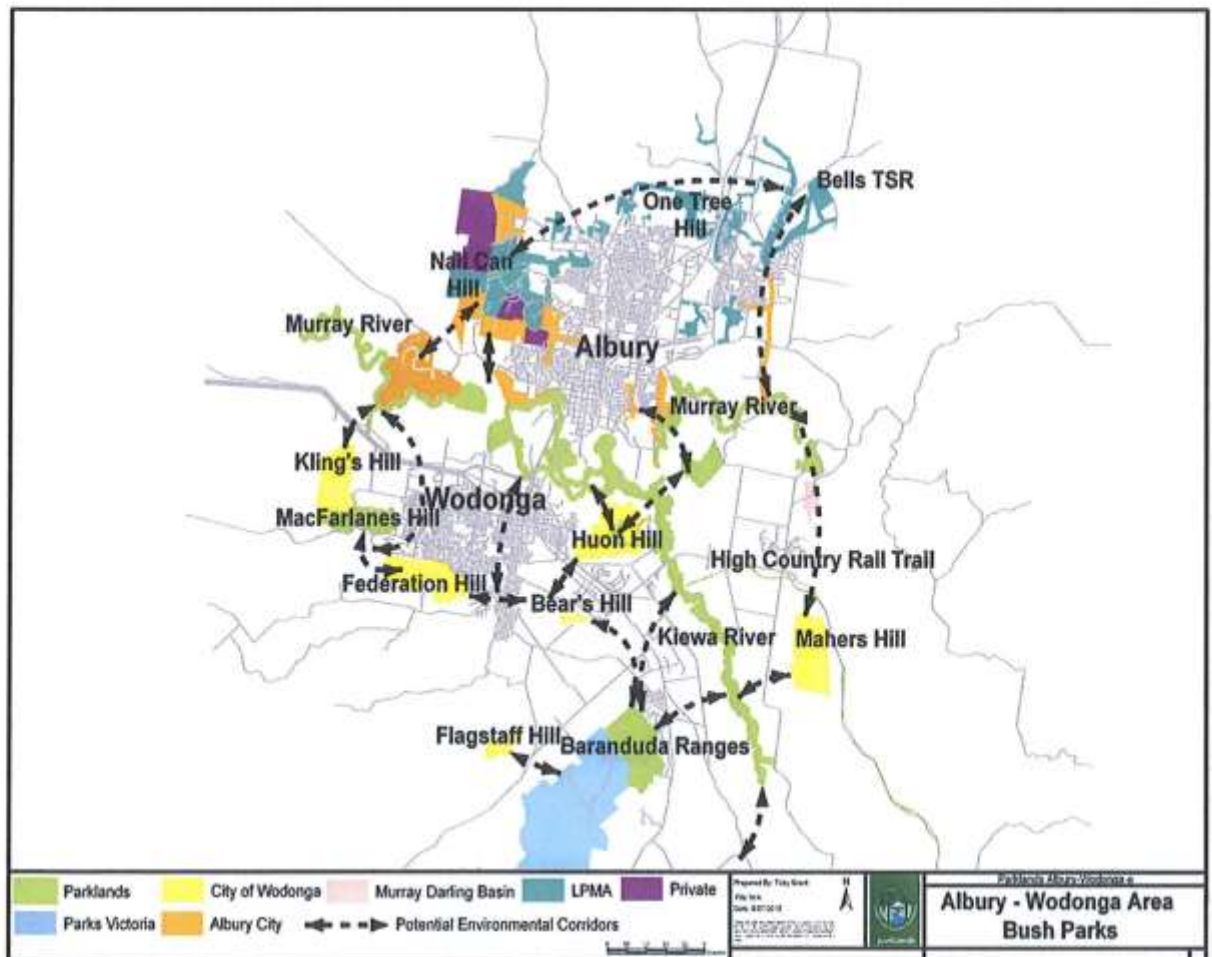 Bells TSR
One Tree
Hill
Nail Can
Hill
Murray River
Albury
Murray River
Kling's Hill
Wodonga
MacFarlanes Hill
Huon Hill
High Country Rail Trail
Federation Hill
Bear's Hill
Kiewa River
Mahers Hill
Flagstaff Hill
Baranduda Ranges
Parklands
City of Wodonga
Murray Darling Basin
LPMA
Private
Parks Victoria
Albury City
Potential Environmental Corridors
N
Albury - Wodonga Area
Bush Parks